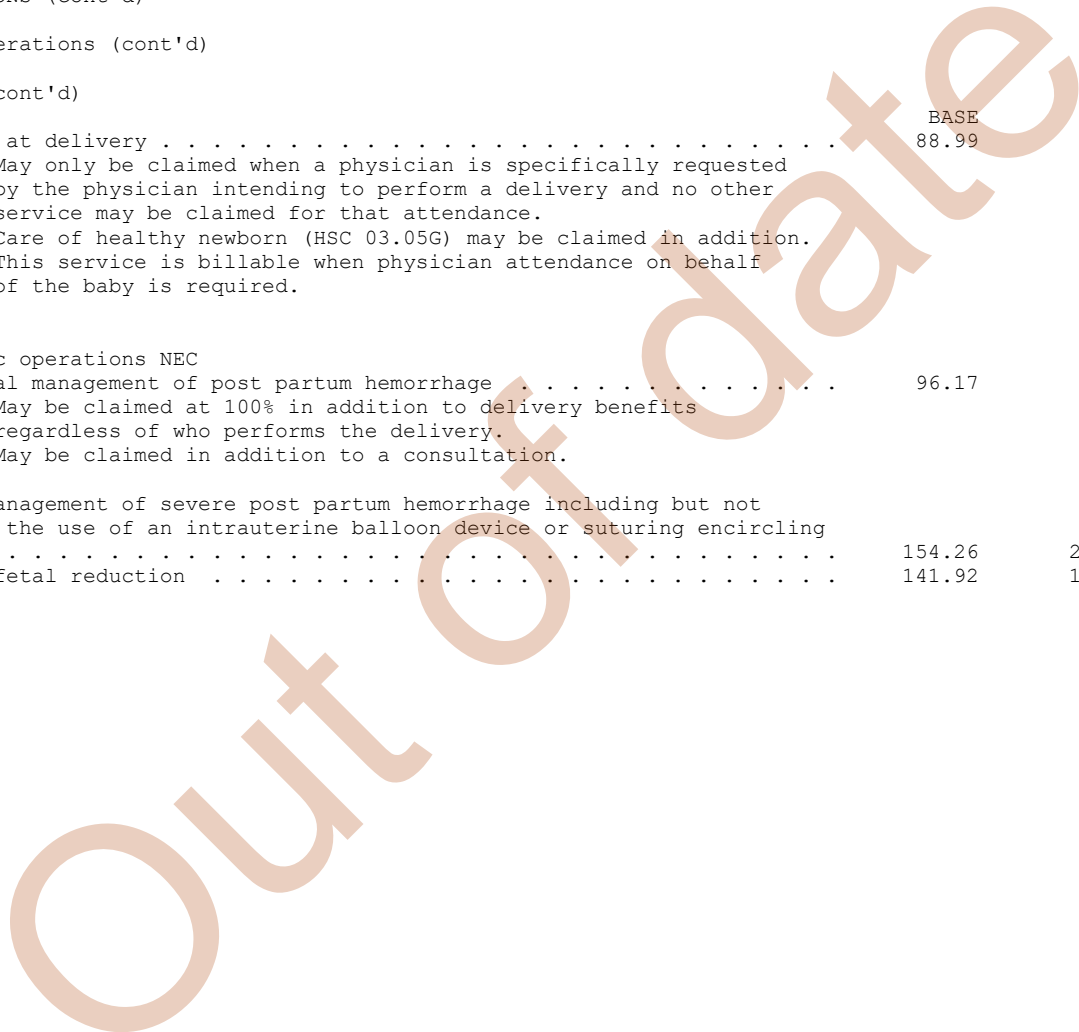 erations (cont'd)
cont'd)
BASE
at delivery . . . . . . . . . . . . . . . . . . . . . . . . . . . 88.99
May only be claimed when a physician is specifically requested
by the physician intending to perform a delivery and no other
service may be claimed for that attendance.
Care of healthy newborn (HSC 03.05G) may be claimed in addition.
This service is billable when physician attendance on behalf
of the baby is required.
c operations NEC
al management of post partum hemorrhage . . . . . . . . . . . . . 96.17
May be claimed at 100% in addition to delivery benefits
regardless of who performs the delivery.
May be claimed in addition to a consultation.
anagement of severe post partum hemorrhage including but not
the use of an intrauterine balloon device or suturing encircling
. . . . . . . . . . . . . . . . . . . . . . . . . . . . . . . . . 154.26 2
fetal reduction . . . . . . . . . . . . . . . . . . . . . . . . . 141.92 1
Out of date